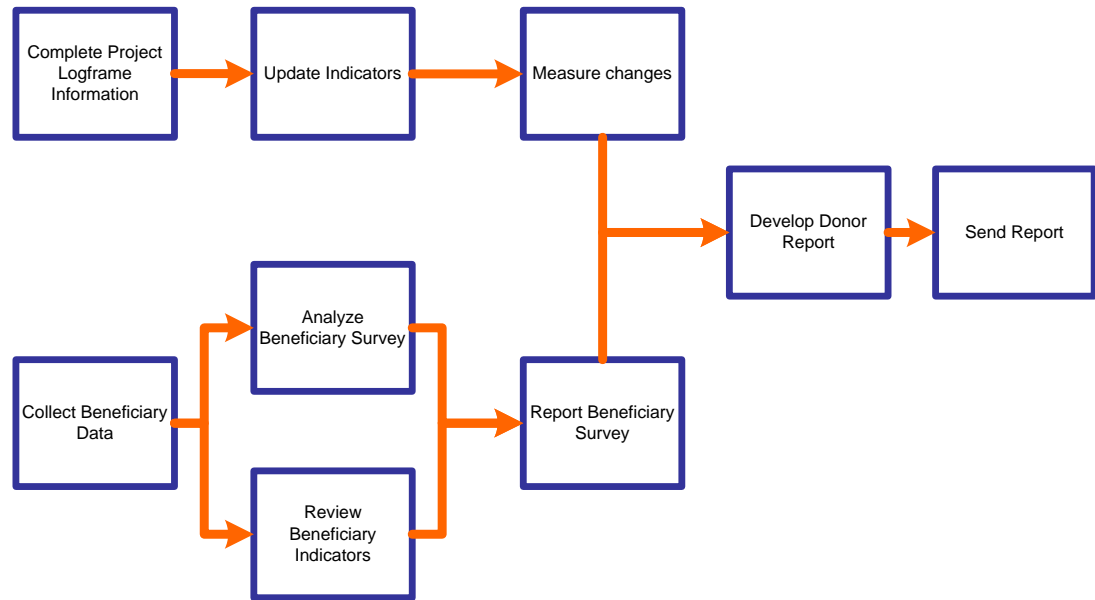 Complete Project
Logframe
Information
Update Indicators
Measure changes
Develop Donor
Report
Send Report
Analyze
Beneficiary Survey
Collect Beneficiary
Data
Report Beneficiary
Survey
Review
Beneficiary
Indicators